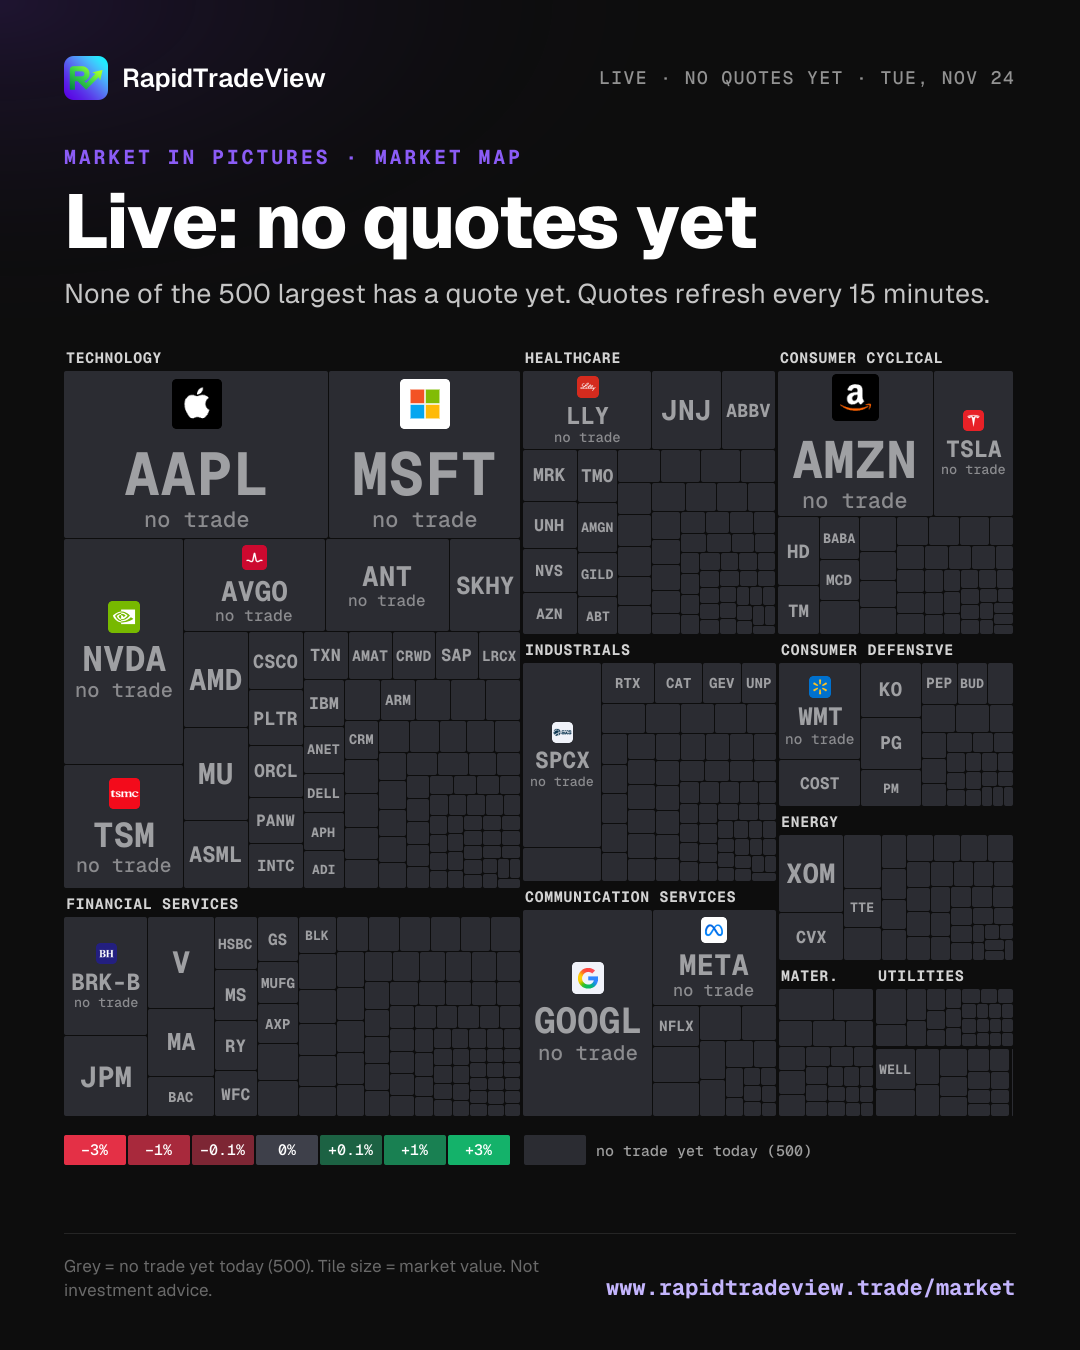 RapidTradeView
LIVE · NO QUOTES YET · TUE, NOV 24
MARKET IN PICTURES · MARKET MAP
Live: no quotes yet
None of the 500 largest has a quote yet. Quotes refresh every 15 minutes.
TECHNOLOGY
AAPL
no trade
MSFT
no trade
NVDA
no trade
TSM
no trade
tsmc
AVGO
no trade
ANT
no trade
SKHY
AMD
MU
ASML
CSCO
PLTR
ORCL
PANW
INTC
TXN
AMAT
CRWD
SAP
LRCX
IBM
ARM
ANET
CRM
DELL
APH
ADI
HEALTHCARE
Lilly
LLY
no trade
JNJ
ABBV
MRK
TMO
UNH
AMGN
NVS
GILD
AZN
ABT
CONSUMER CYCLICAL
a
AMZN
no trade
TSLA
no trade
HD
BABA
MCD
TM
INDUSTRIALS
SPCX
no trade
RTX
CAT
GEV
UNP
CONSUMER DEFENSIVE
WMT
no trade
COST
KO
PG
PM
PEP
BUD
ENERGY
XOM
CVX
TTE
FINANCIAL SERVICES
BH
BRK-B
no trade
JPM
V
MA
BAC
HSBC
MS
RY
WFC
GS
MUFG
AXP
BLK
COMMUNICATION SERVICES
G
GOOGL
no trade
META
no trade
NFLX
MATER.
UTILITIES
WELL
−3%
−1%
−0.1%
0%
+0.1%
+1%
+3%
no trade yet today (500)
Grey = no trade yet today (500). Tile size = market value. Not
investment advice.
www.rapidtradeview.trade/market